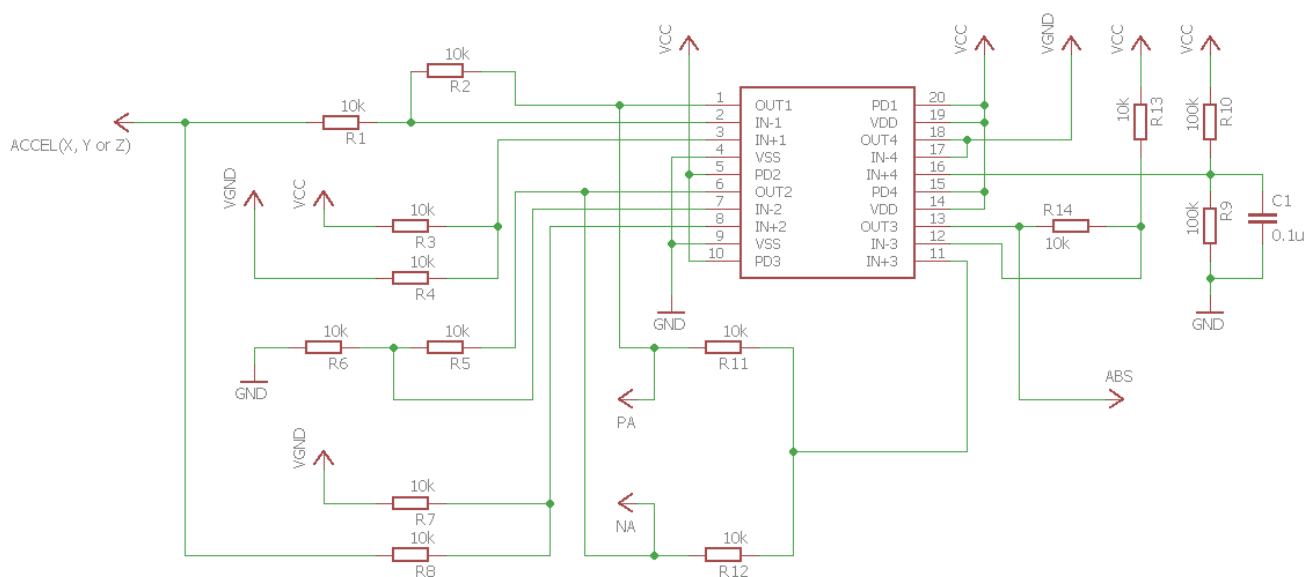 VCC
VCC
VGND
VCC
VCC
10k
R2
10k
R1
ACCEL(X, Y or Z)
1 OUT1 PD1 20
2 IN-1 VDD 19
3 IN+1 OUT4 18
4 VSS IN-4 17
5 PD2 IN+4 16
6 OUT2 PD4 15
7 IN-2 VDD 14
8 IN+2 OUT3 13
9 VSS IN-3 12
10 PD3 IN+3 11
10k
R13
100k
R10
VGND
VCC
10k
R3
10k
R4
R14
10k
100k
R9
C1
0.1u
GND
GND
10k
R6
10k
R5
GND
10k
R11
PA
ABS
VGND
10k
R7
10k
R8
NA
10k
R12